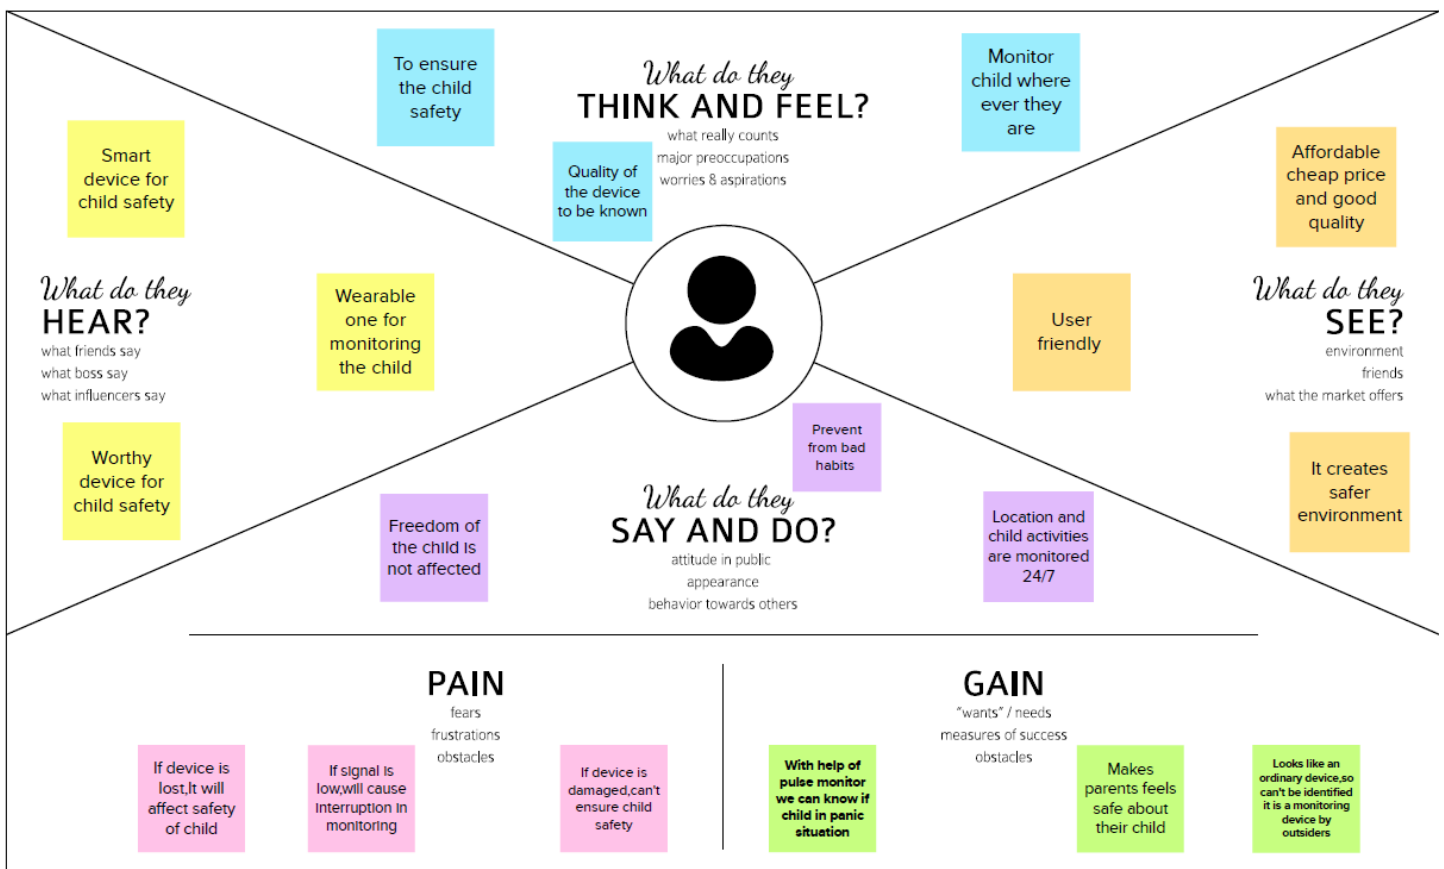 To ensure
the child
safety
What do they
THINK AND FEEL?
what really counts
major preoccupations
worries & aspirations
Quality of
the device
to be known
Monitor
child where
ever they
are
Smart
device for
child safety
What do they
HEAR?
what friends say
what boss say
what influencers say
Wearable
one for
monitoring
the child
Worthy
device for
child safety
Affordable
cheap price
and good
quality
User
friendly
What do they
SEE?
environment
friends
what the market offers
It creates
safer
environment
Prevent
from bad
habits
What do they
SAY AND DO?
attitude in public
appearance
behavior towards others
Freedom of
the child is
not affected
Location and
child activities
are monitored
24/7
PAIN
fears
frustrations
obstacles
If device is
lost,It will
affect safety
of child
If signal is
low,will cause
interruption in
monitoring
If device is
damaged,can't
ensure child
safety
GAIN
"wants" / needs
measures of success
obstacles
With help of
pulse monitor
we can know if
child in panic
situation
Makes
parents feels
safe about
their child
Looks like an
ordinary device,so
can't be identified
it is a monitoring
device by
outsiders